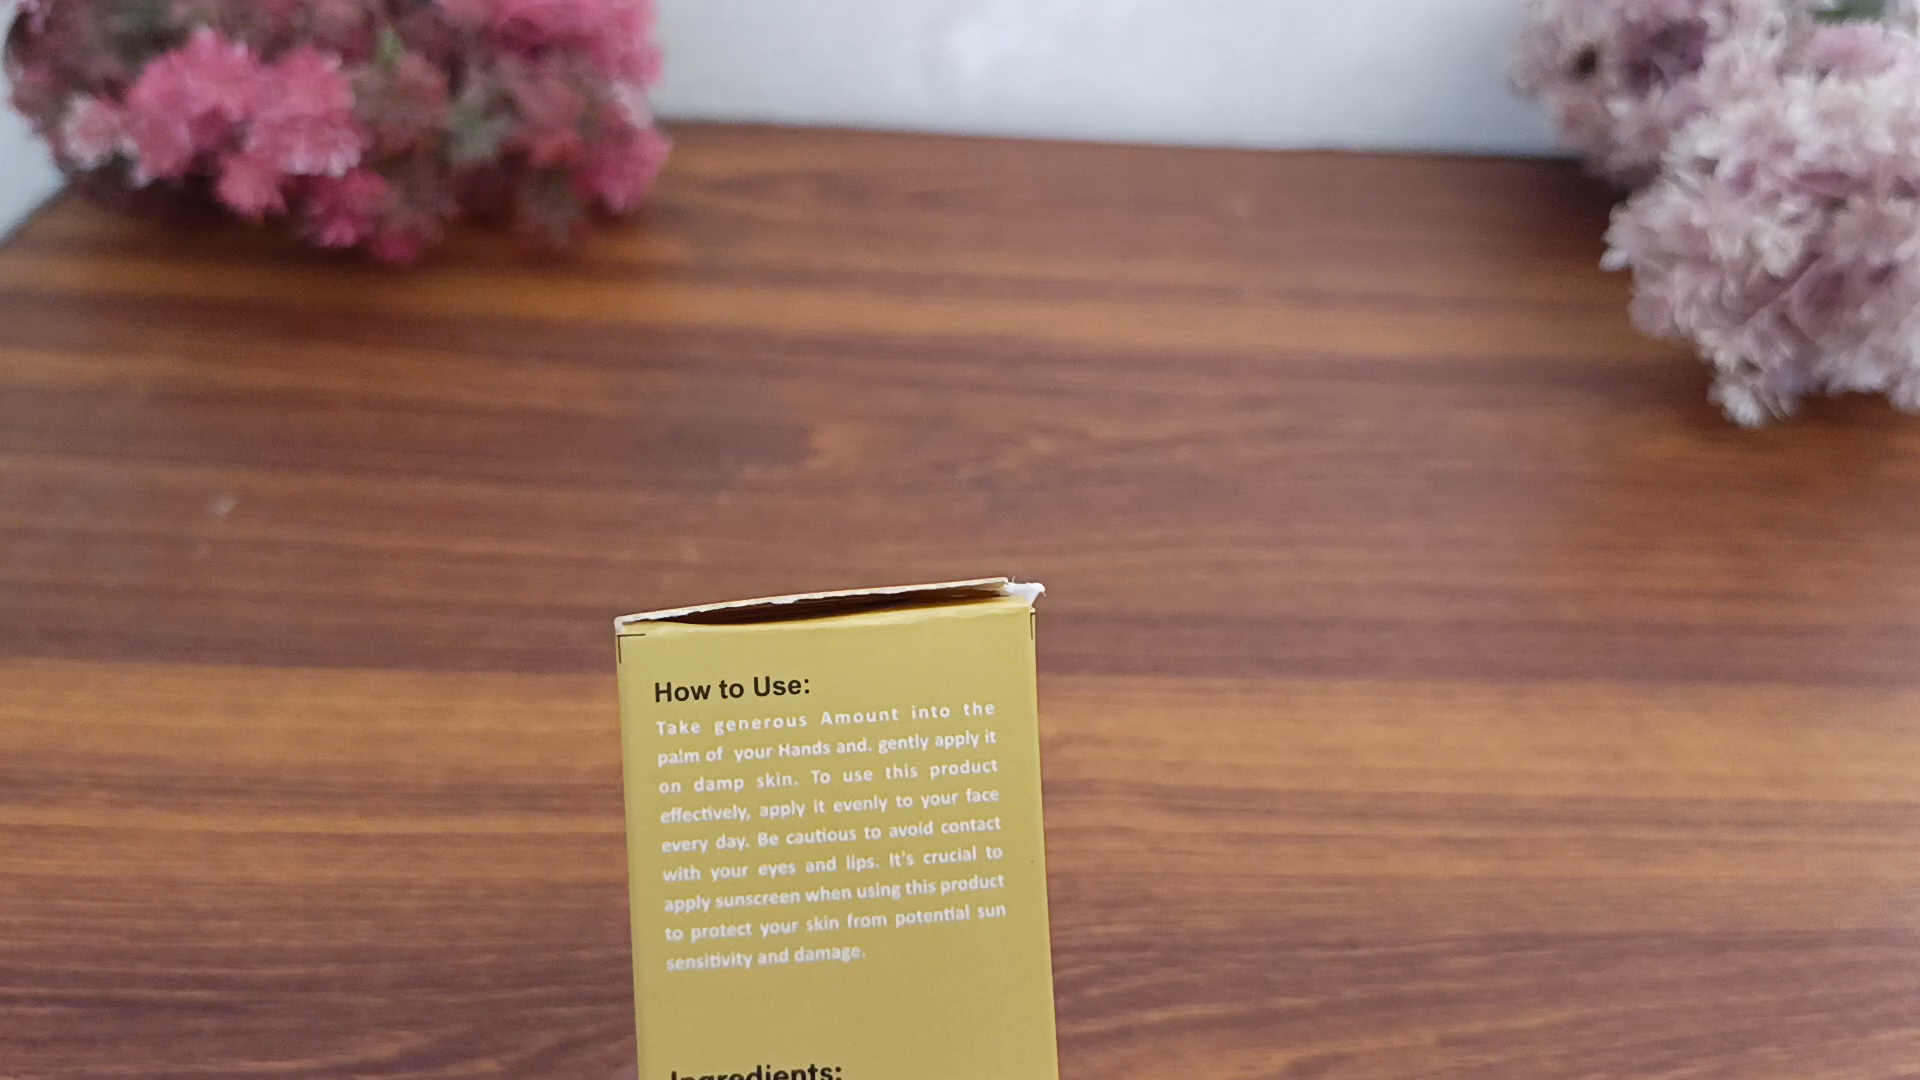 How to Use:
Take generous Amount into the
palm of your Hands and. gently apply it
on damp skin. To use this product
effectively, apply it evenly to your face
every day. Be cautious to avoid contact
with your eyes and lips. It's crucial to
apply sunscreen when using this product
to protect your skin from potential sun
sensitivity and damage.
Ingredients: